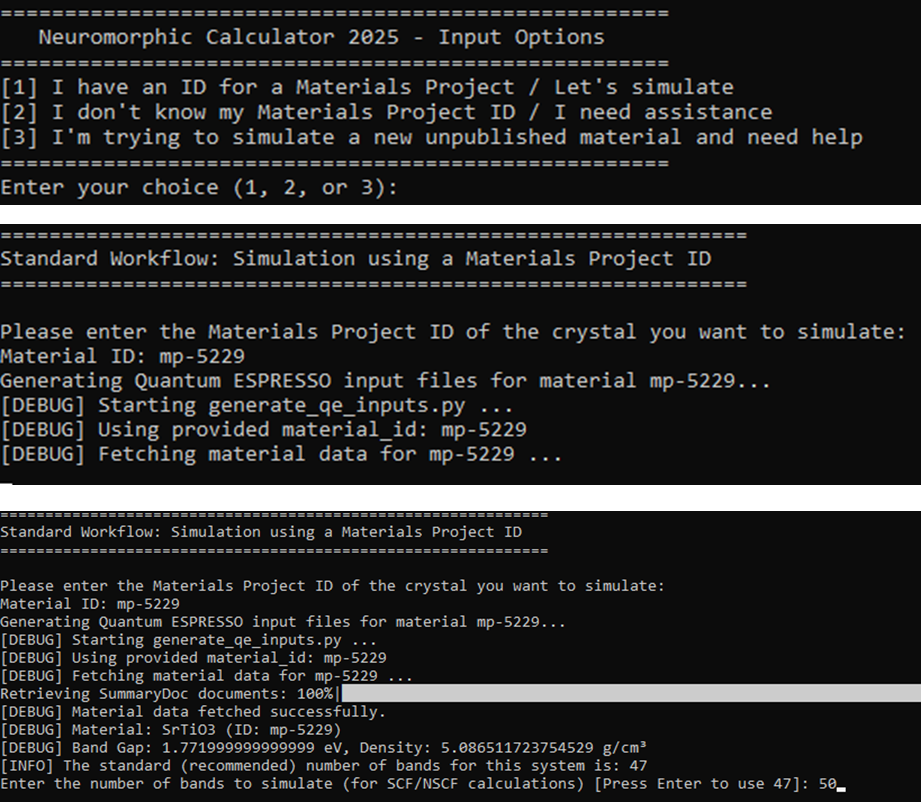 ======================================================
Neuromorphic Calculator 2025 - Input Options
======================================================
[1] I have an ID for a Materials Project / Let's simulate
[2] I don't know my Materials Project ID / I need assistance
[3] I'm trying to simulate a new unpublished material and need help
======================================================
Enter your choice (1, 2, or 3):
=============================================================
Standard Workflow: Simulation using a Materials Project ID
=============================================================
Please enter the Materials Project ID of the crystal you want to simulate:
Material ID: mp-5229
Generating Quantum ESPRESSO input files for material mp-5229...
[DEBUG] Starting generate_qe_inputs.py ...
[DEBUG] Using provided material_id: mp-5229
[DEBUG] Fetching material data for mp-5229 ...
=============================================================
Standard Workflow: Simulation using a Materials Project ID
=============================================================
Please enter the Materials Project ID of the crystal you want to simulate:
Material ID: mp-5229
Generating Quantum ESPRESSO input files for material mp-5229...
[DEBUG] Starting generate_qe_inputs.py ...
[DEBUG] Using provided material_id: mp-5229
[DEBUG] Fetching material data for mp-5229 ...
Retrieving SummaryDoc documents: 100%|
[DEBUG] Material data fetched successfully.
[DEBUG] Material: SrTiO3 (ID: mp-5229)
[DEBUG] Band Gap: 1.771999999999999 eV, Density: 5.086511723754529 g/cm³
[INFO] The standard (recommended) number of bands for this system is: 47
Enter the number of bands to simulate (for SCF/NSCF calculations) [Press Enter to use 47]: 50